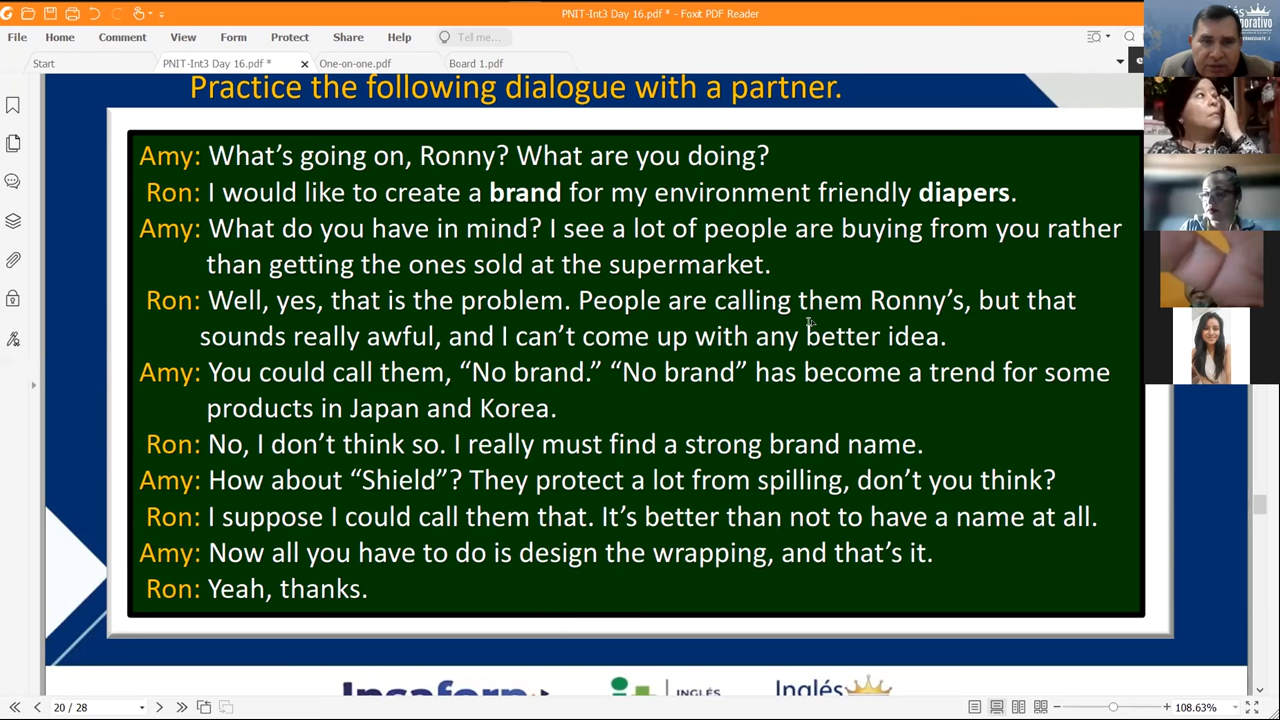 PNIT-Int3 Day 16.pdf * - Foxit PDF Reader
File Home Comment View Form Protect Share Help Tell me...
Start PNIT-Int3 Day 16.pdf * One-on-one.pdf Board 1.pdf
Practice the following dialogue with a partner.
Amy: What’s going on, Ronny? What are you doing?
Ron: I would like to create a brand for my environment friendly diapers.
Amy: What do you have in mind? I see a lot of people are buying from you rather
than getting the ones sold at the supermarket.
Ron: Well, yes, that is the problem. People are calling them Ronny’s, but that
sounds really awful, and I can’t come up with any better idea.
Amy: You could call them, “No brand.” “No brand” has become a trend for some
products in Japan and Korea.
Ron: No, I don’t think so. I really must find a strong brand name.
Amy: How about “Shield”? They protect a lot from spilling, don’t you think?
Ron: I suppose I could call them that. It’s better than not to have a name at all.
Amy: Now all you have to do is design the wrapping, and that’s it.
Ron: Yeah, thanks.
INGLÉS Inglés
20 / 28 108.63%